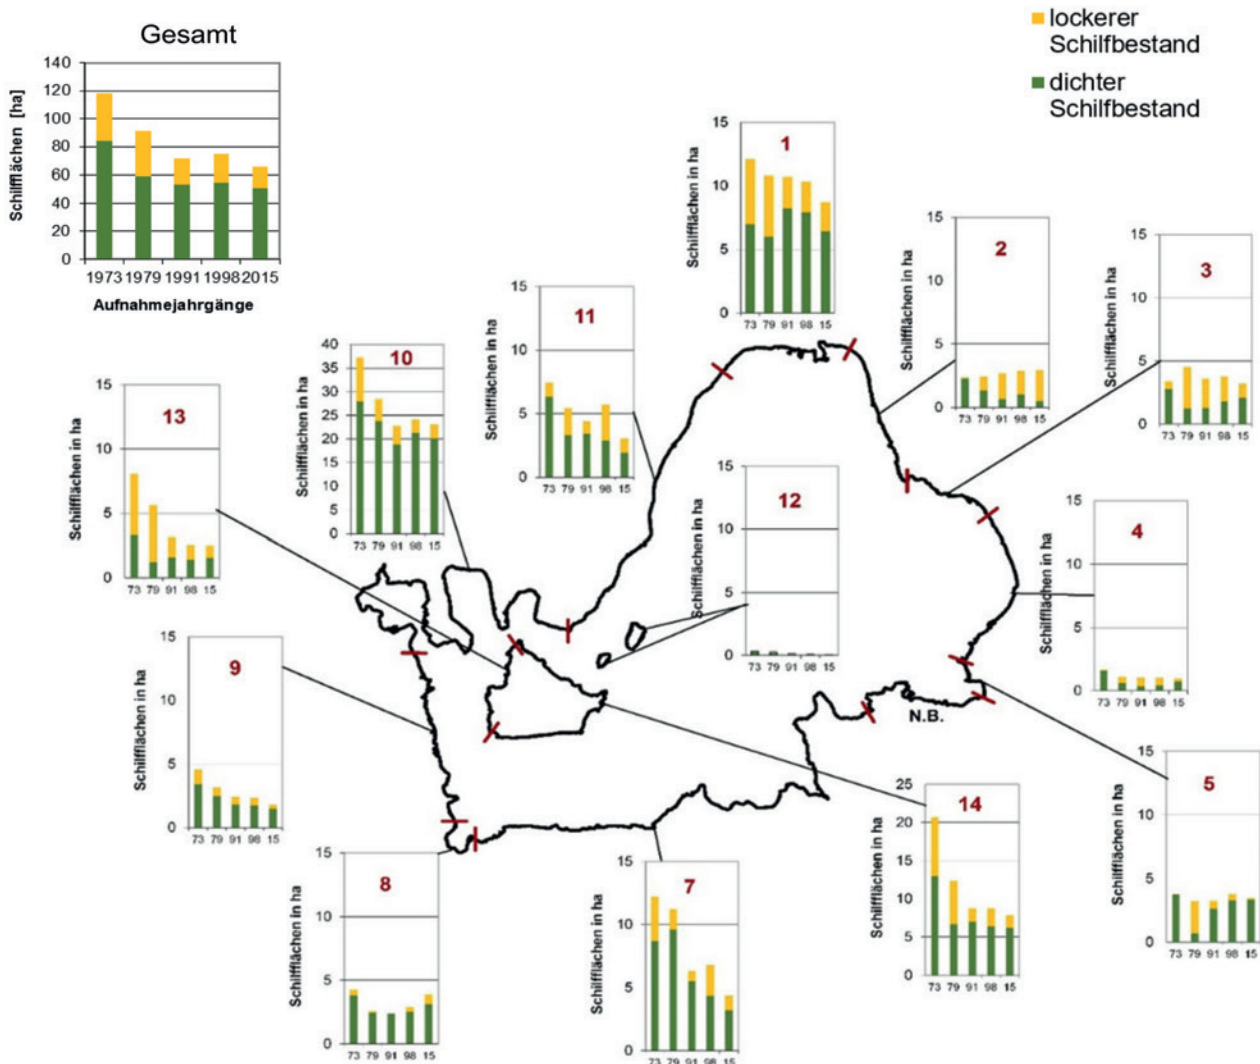 Gesamt
Schilfflächen [ha]
140
120
100
80
60
40
20
0
1973 1979 1991 1998 2015
Aufnahmejahrgänge
lockerer
Schilfbestand
dichter
Schilfbestand
1
Schilfflächen in ha
15
10
5
0
73 79 91 98 15
2
Schilfflächen in ha
15
10
5
0
73 79 91 98 15
3
Schilfflächen in ha
15
10
5
0
73 79 91 98 15
11
Schilfflächen in ha
15
10
5
0
73 79 91 98 15
10
Schilfflächen in ha
40
35
30
25
20
15
10
5
0
73 79 91 98 15
13
Schilfflächen in ha
15
10
5
0
73 79 91 98 15
12
Schilfflächen in ha
15
10
5
0
73 79 91 98 15
4
Schilfflächen in ha
15
10
5
0
73 79 91 98 15
9
Schilfflächen in ha
15
10
5
0
73 79 91 98 15
N.B.
5
Schilfflächen in ha
15
10
5
0
73 79 91 98 15
14
Schilfflächen in ha
25
20
15
10
5
0
73 79 91 98 15
8
Schilfflächen in ha
15
10
5
0
73 79 91 98 15
7
Schilfflächen in ha
15
10
5
0
73 79 91 98 15